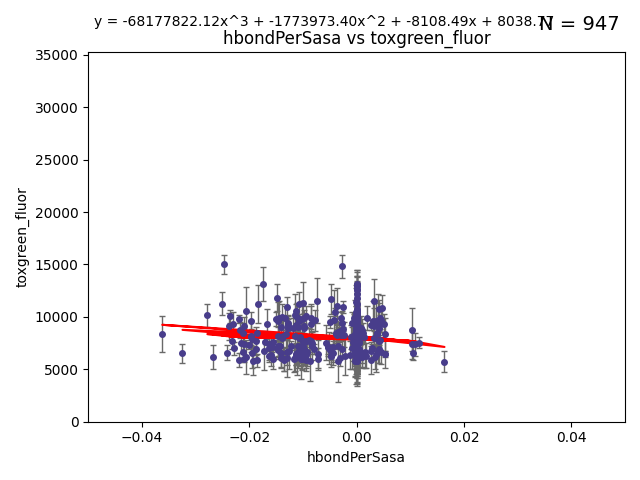 y = -68177822.12x^3 + -1773973.40x^2 + -8108.49x + 8038.
N = 947
hbondPerSasa vs toxgreen_fluor
35000
30000
25000
20000
15000
10000
5000
0
toxgreen_fluor
−0.04 −0.02 0.00 0.02 0.04
hbondPerSasa